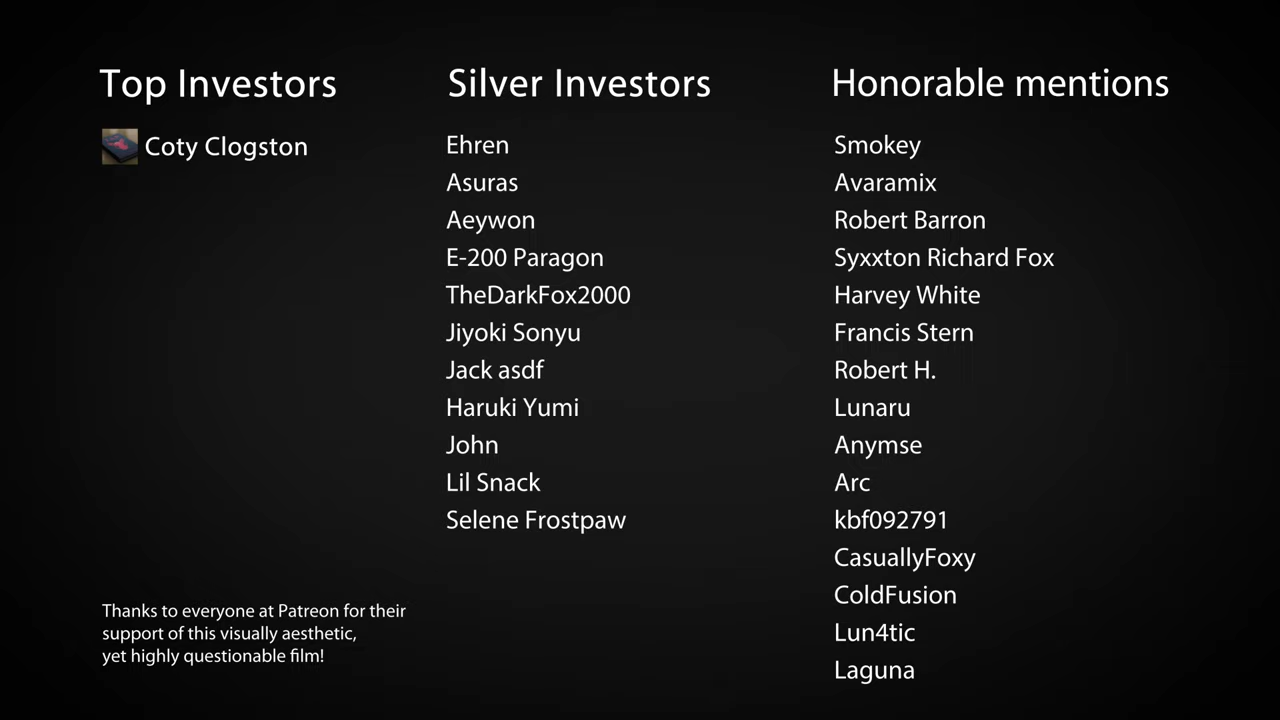 Top Investors
Coty Clogston
Thanks to everyone at Patreon for their
support of this visually aesthetic,
yet highly questionable film!
Silver Investors
Ehren
Asuras
Aeywon
E-200 Paragon
TheDarkFox2000
Jiyoki Sonyu
Jack asdf
Haruki Yumi
John
Lil Snack
Selene Frostpaw
Honorable mentions
Smokey
Avaramix
Robert Barron
Syxxton Richard Fox
Harvey White
Francis Stern
Robert H.
Lunaru
Anymse
Arc
kbf092791
CasuallyFoxy
ColdFusion
Lun4tic
Laguna